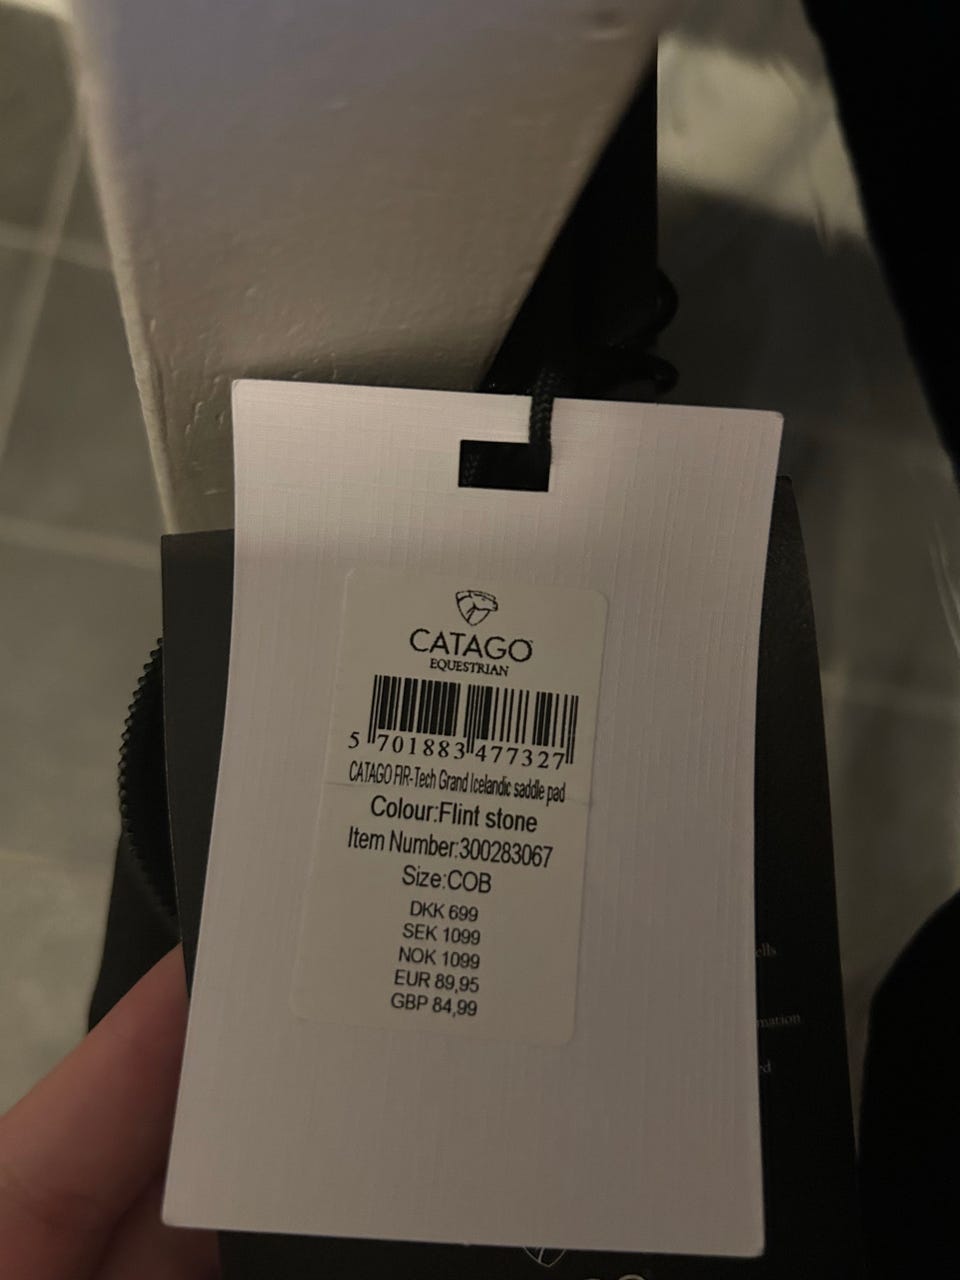 CATAGO
EQUESTRIAN
5 701883 477327
CATAGO FIR-Tech Grand Icelandic saddle pad
Colour:Flint stone
Item Number:300283067
Size:COB
DKK 699
SEK 1099
NOK 1099
EUR 89,95
GBP 84,99